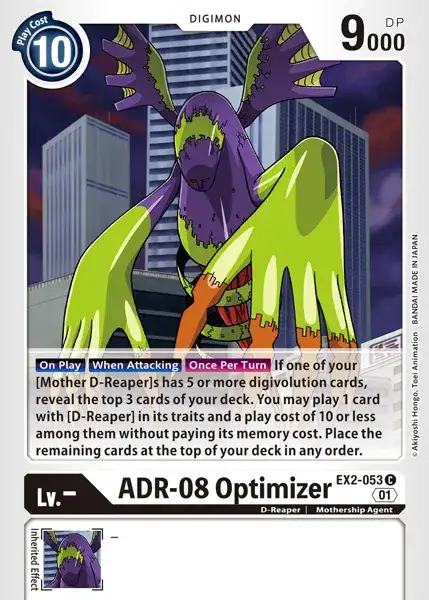 DIGIMON
Play Cost
10
DP
9000
On Play When Attacking Once Per Turn If one of your
[Mother D-Reaper]s has 5 or more digivolution cards,
reveal the top 3 cards of your deck. You may play 1 card
with [D-Reaper] in its traits and a play cost of 10 or less
among them without paying its memory cost. Place the
remaining cards at the top of your deck in any order.
©Akiyoshi Hongo, Toei Animation BANDAI MADE IN JAPAN
Lv.–
ADR-08 Optimizer
EX2-053 C
01
D-Reaper | Mothership Agent
Inherited Effect
–